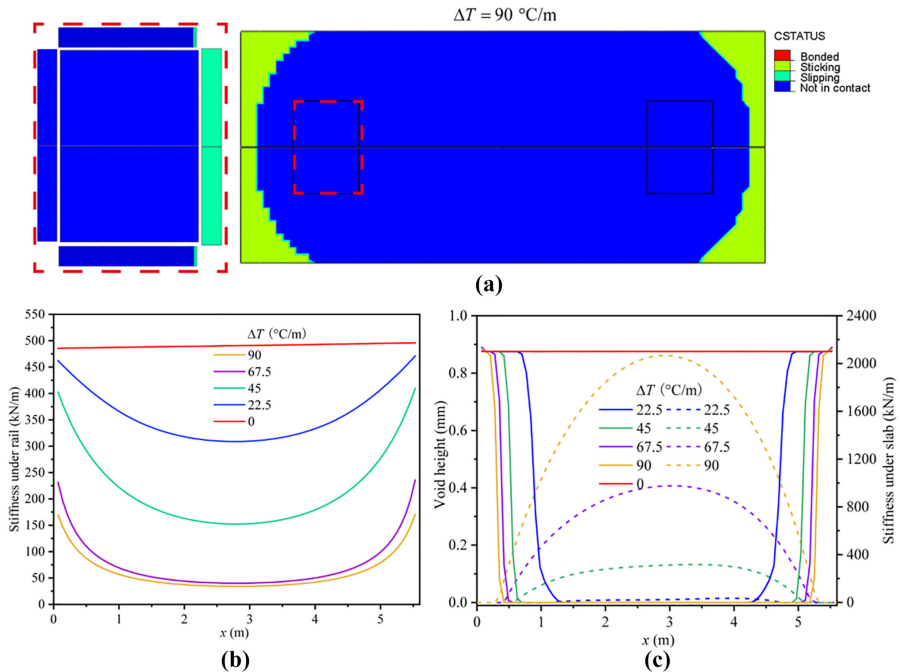 ΔT = 90 °C/m
CSTATUS
Bonded
Sticking
Slipping
Not in contact
(a)
550
500
450
400
350
300
250
200
150
100
50
0
Stiffness under rail (kN/m)
ΔT (°C/m)
90
67.5
45
22.5
0
0 1 2 3 4 5
x (m)
(b)
1.0
0.8
0.6
0.4
0.2
0.0
Void height (mm)
ΔT (°C/m)
22.5 22.5
45 45
67.5 67.5
90 90
0
2400
2000
1600
1200
800
400
0
Stiffness under slab (kN/m)
0 1 2 3 4 5
x (m)
(c)